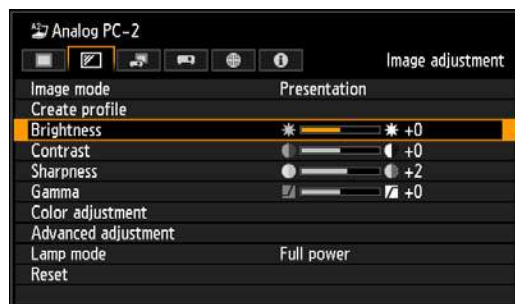 Analog PC-2
Image adjustment
Image mode Presentation
Create profile
Brightness +0
Contrast +0
Sharpness +2
Gamma +0
Color adjustment
Advanced adjustment
Lamp mode Full power
Reset